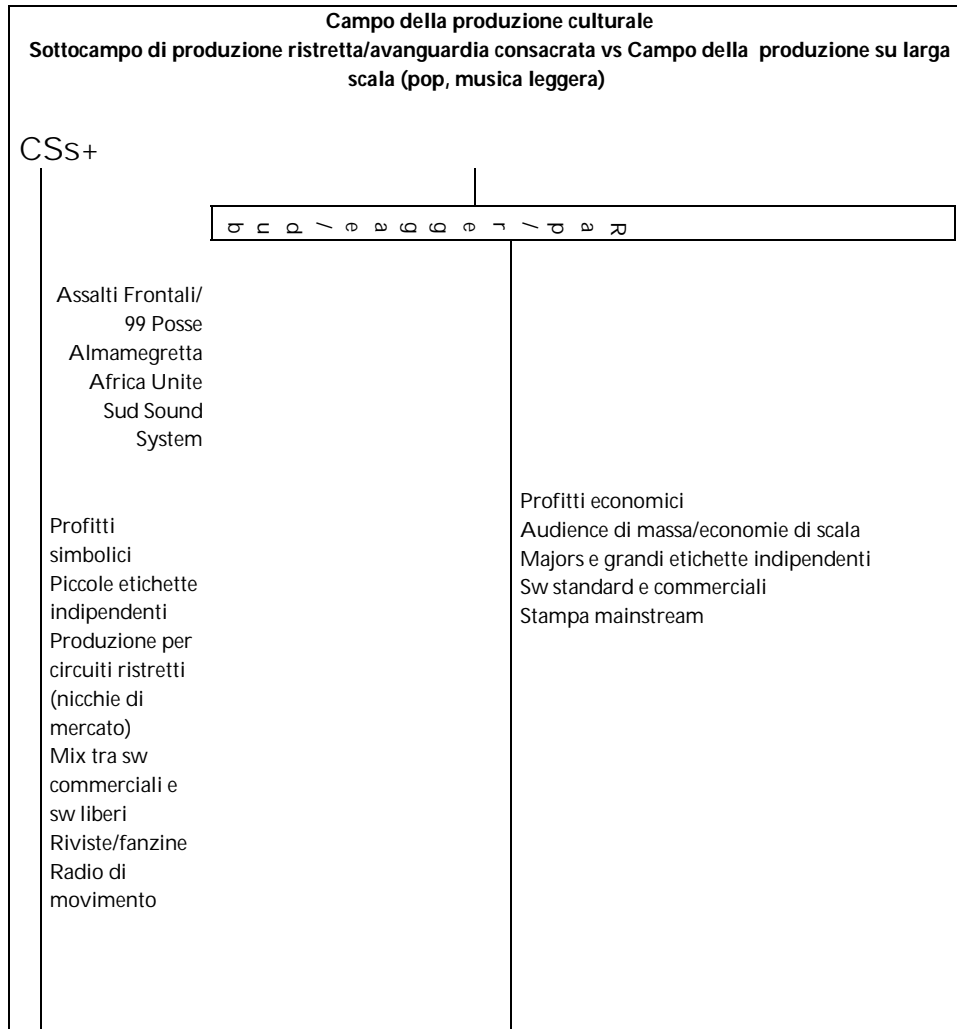 Campo della produzione culturale
Sottocampo di produzione ristretta/avanguardia consacrata vs Campo della produzione su larga
scala (pop, musica leggera)
CSs+
Rap/reggae/dub
Assalti Frontali/
99 Posse
Almamegretta
Africa Unite
Sud Sound
System
Profitti
simbolici
Piccole etichette
indipendenti
Produzione per
circuiti ristretti
(nicchie di
mercato)
Mix tra sw
commerciali e
sw liberi
Riviste/fanzine
Radio di
movimento
Profitti economici
Audience di massa/economie di scala
Majors e grandi etichette indipendenti
Sw standard e commerciali
Stampa mainstream